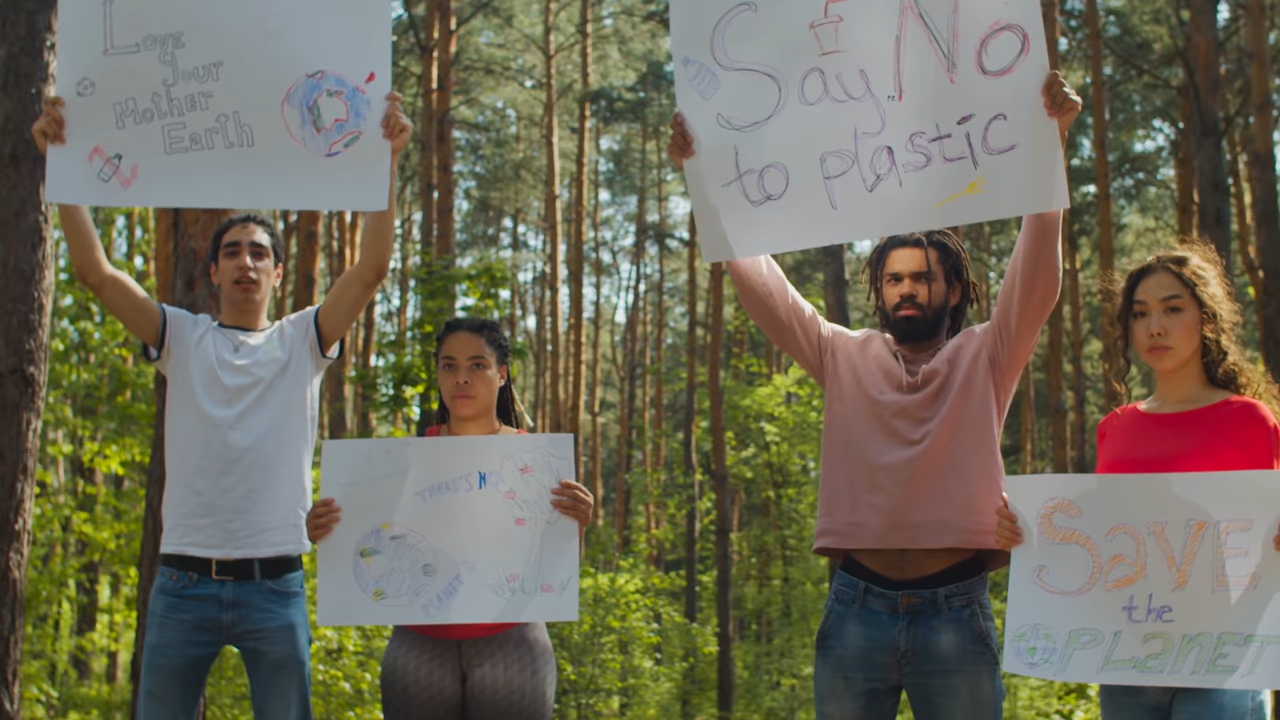 Love
your
Mother
Earth
THERE'S NO
PLANET
Say No
to plastic
SaVE
the
PLanET